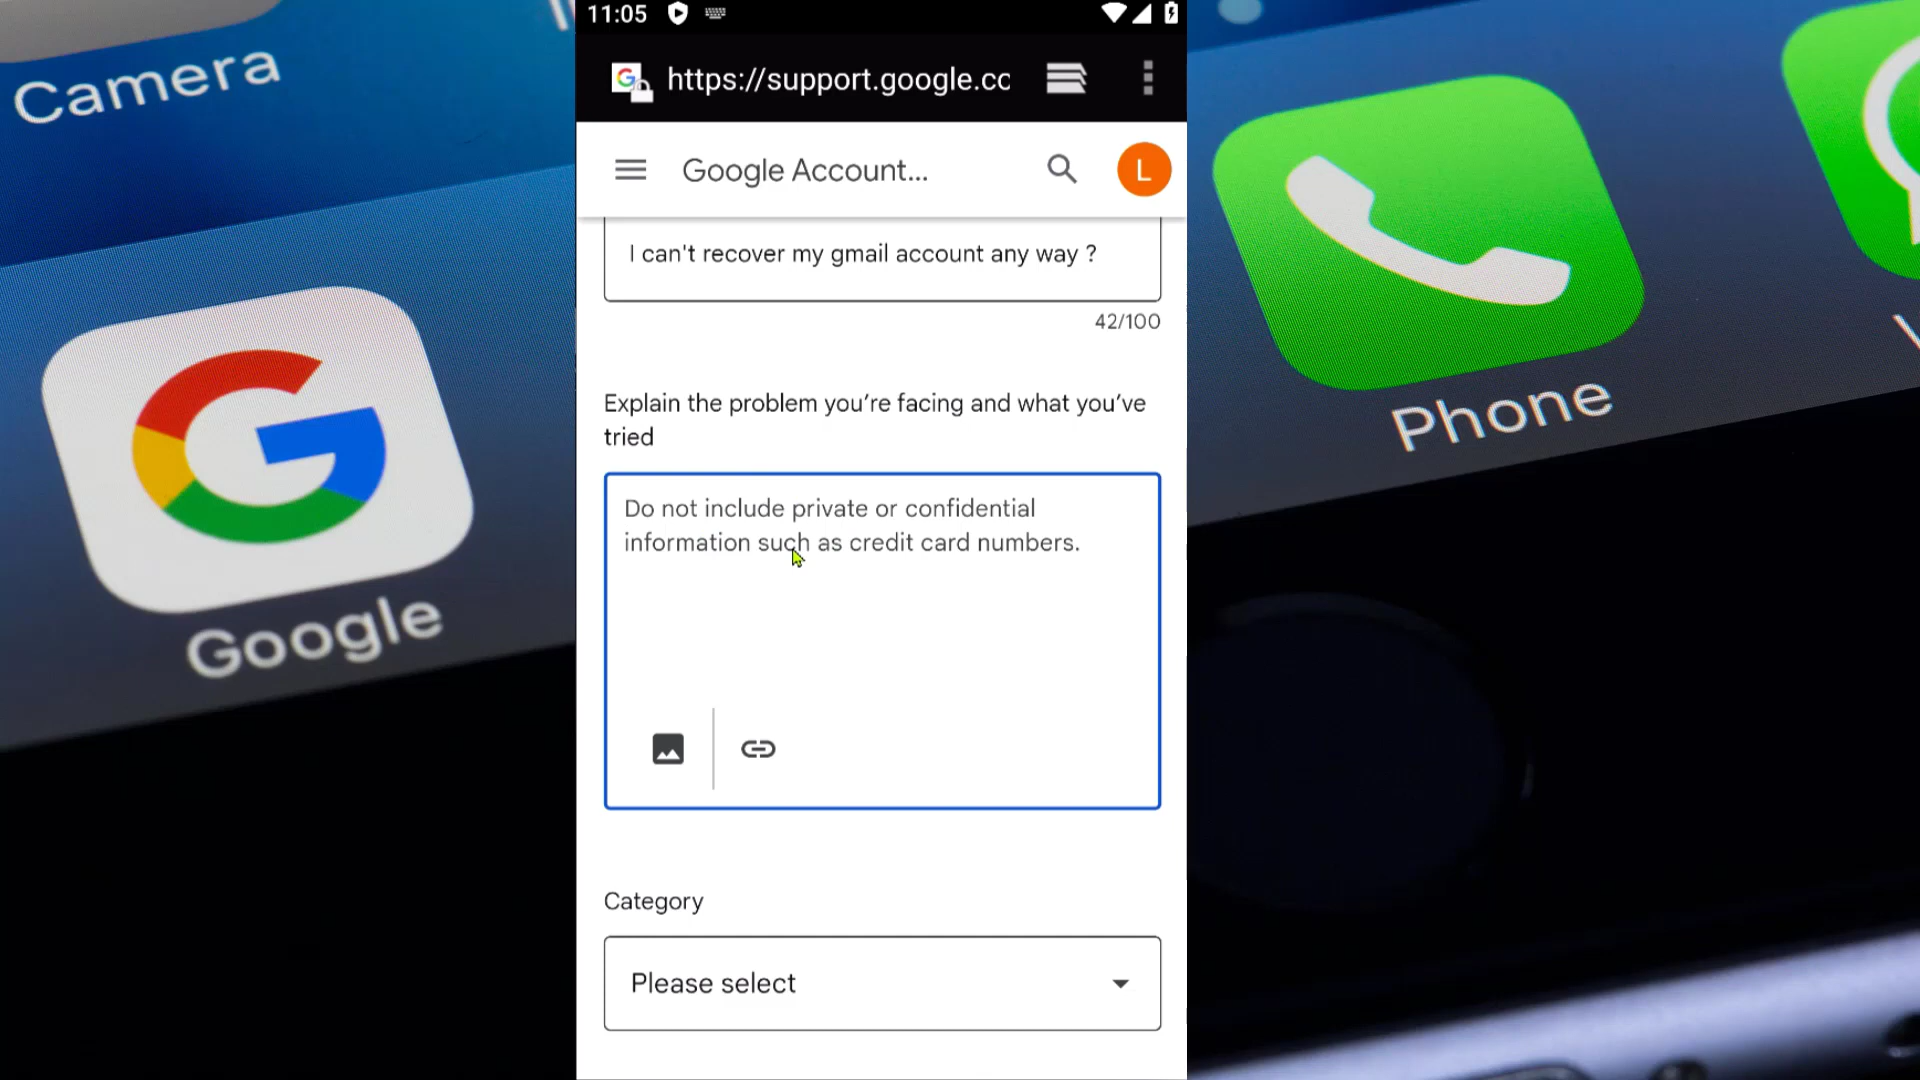 Camera
11:05
https://support.google.cc
Google Account...
L
I can't recover my gmail account any way ?
42/100
Explain the problem you're facing and what you've
tried
Do not include private or confidential
information such as credit card numbers.
Category
Please select
Google
Phone